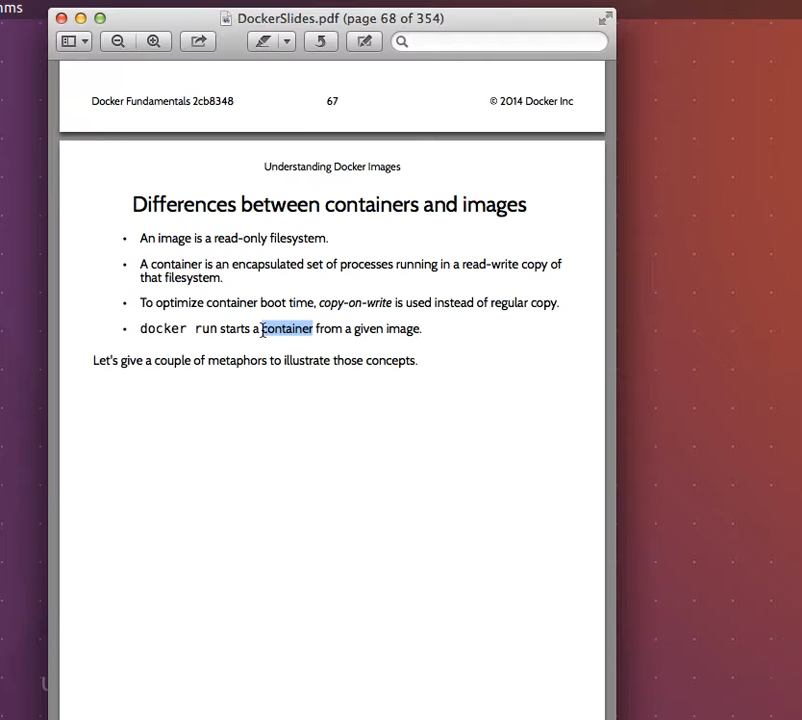 nms
DockerSlides.pdf (page 68 of 354)
Docker Fundamentals 2cb8348 67 © 2014 Docker Inc
Understanding Docker Images
Differences between containers and images
• An image is a read-only filesystem.
• A container is an encapsulated set of processes running in a read-write copy of
that filesystem.
• To optimize container boot time, copy-on-write is used instead of regular copy.
• docker run starts a container from a given image.
Let's give a couple of metaphors to illustrate those concepts.